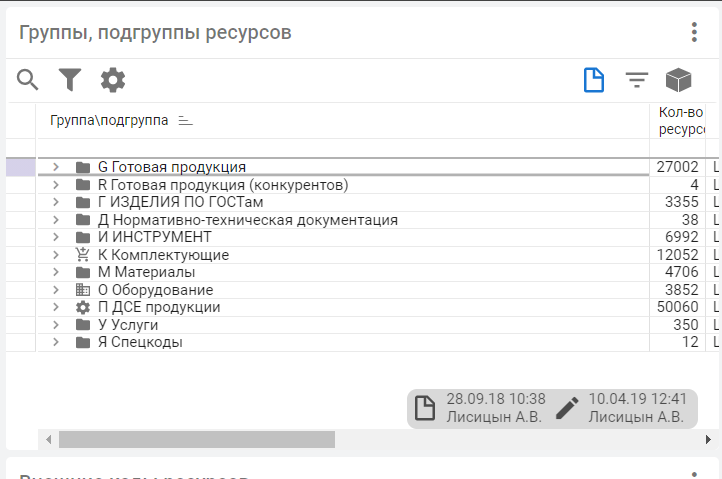 Группы, подгруппы ресурсов
Группа\подгруппа Кол-во
G Готовая продукция 27002
R Готовая продукция (конкурентов) 4
Г ИЗДЕЛИЯ ПО ГОСТам 3355
Д Нормативно-техническая документация 38
И ИНСТРУМЕНТ 6992
К Комплектующие 12052
М Материалы 4706
О Оборудование 3852
П ДСЕ продукции 50060
У Услуги 350
Я Спецкоды 12
28.09.18 10:38 10.04.19 12:41
Лисицын А.В. Лисицын А.В.